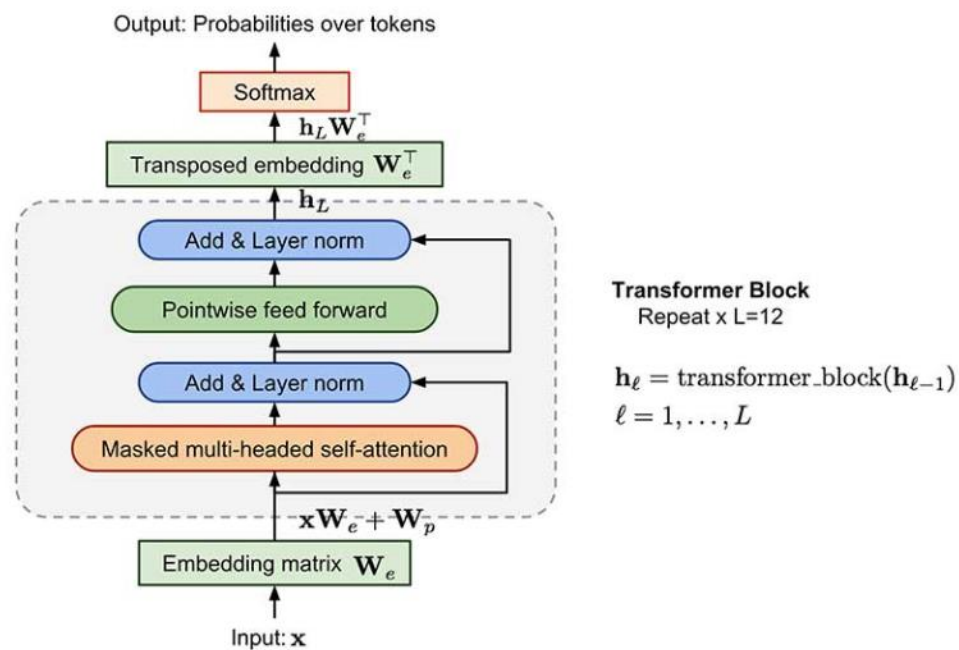 Output: Probabilities over tokens
Softmax
h_L W_e^⊤
Transposed embedding W_e^⊤
h_L
Add & Layer norm
Pointwise feed forward
Add & Layer norm
Masked multi-headed self-attention
xW_e + W_p
Embedding matrix W_e
Input: x
Transformer Block
Repeat x L=12
h_ℓ = transformer_block(h_{ℓ−1})
ℓ = 1, . . . , L